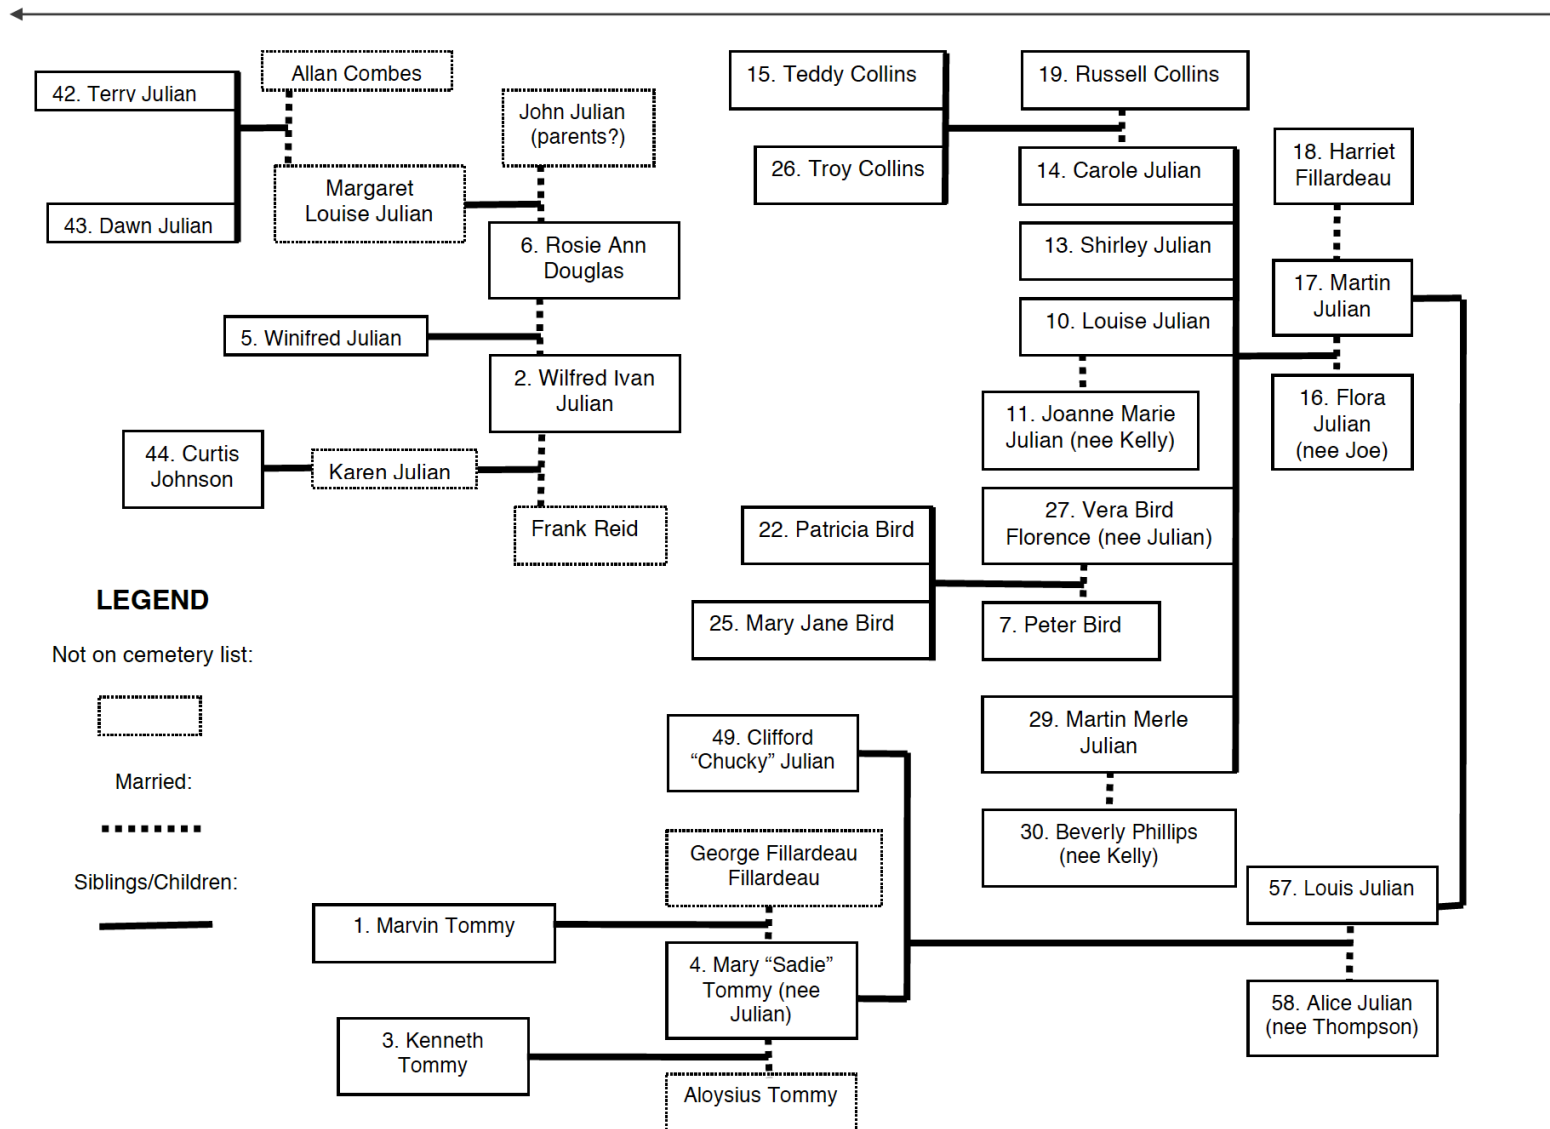 Allan Combes
42. Terry Julian
John Julian
(parents?)
Margaret
Louise Julian
43. Dawn Julian
6. Rosie Ann
Douglas
5. Winifred Julian
2. Wilfred Ivan
Julian
44. Curtis
Johnson
Karen Julian
Frank Reid
15. Teddy Collins
19. Russell Collins
26. Troy Collins
14. Carole Julian
18. Harriet
Fillardeau
13. Shirley Julian
17. Martin
Julian
10. Louise Julian
11. Joanne Marie
Julian (nee Kelly)
16. Flora
Julian
(nee Joe)
27. Vera Bird
Florence (nee Julian)
22. Patricia Bird
25. Mary Jane Bird
7. Peter Bird
29. Martin Merle
Julian
30. Beverly Phillips
(nee Kelly)
49. Clifford
“Chucky” Julian
George Fillardeau
Fillardeau
57. Louis Julian
1. Marvin Tommy
4. Mary “Sadie”
Tommy (nee
Julian)
58. Alice Julian
(nee Thompson)
3. Kenneth
Tommy
Aloysius Tommy
LEGEND
Not on cemetery list:
Married:
Siblings/Children: